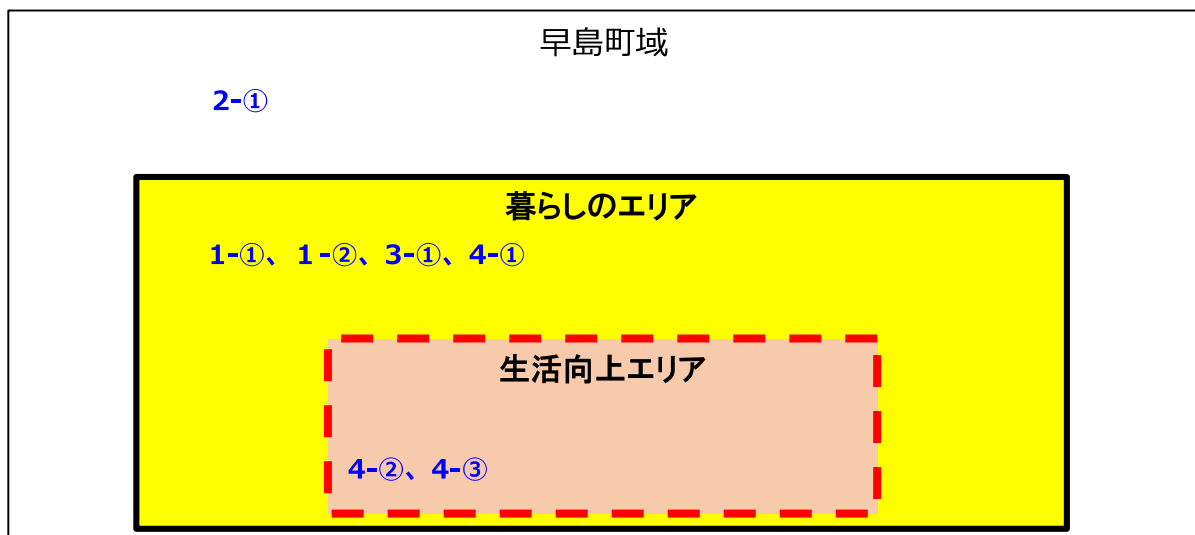 早島町域
2-①
暮らしのエリア
1-①、１-②、3-①、4-①
生活向上エリア
4-②、4-③